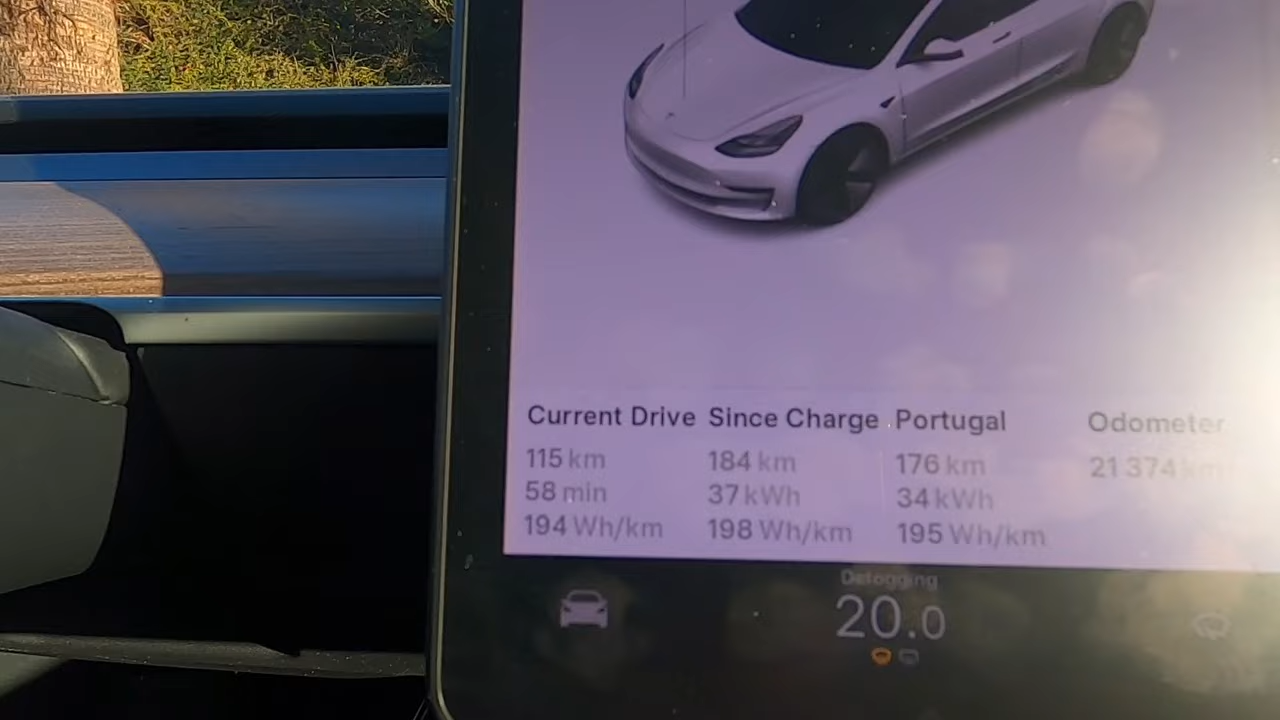 Current Drive Since Charge Portugal Odometer
115 km 184 km 176 km 21 374 km
58 min 37 kWh 34 kWh
194 Wh/km 198 Wh/km 195 Wh/km
Defogging
20.0